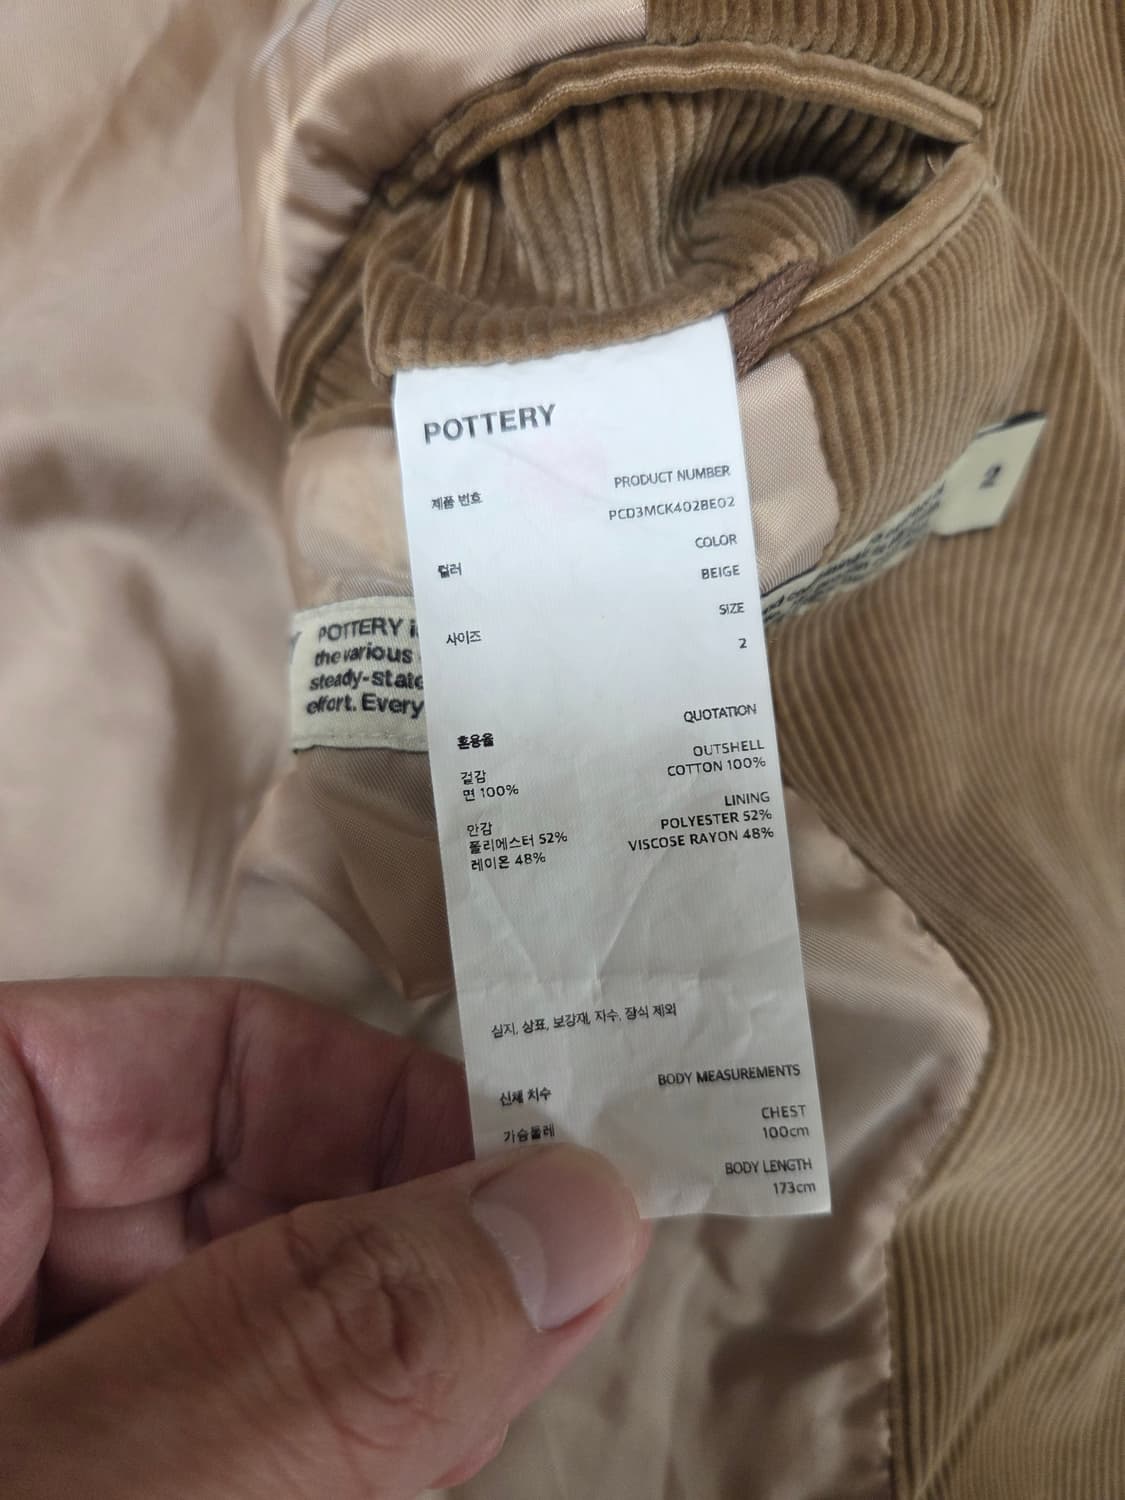 POTTERY
제품 번호
PRODUCT NUMBER
PCD3MCK402BE02
컬러
COLOR
BEIGE
사이즈
SIZE
2
혼용율
QUOTATION
겉감
면 100%
OUTSHELL
COTTON 100%
안감
폴리에스터 52%
레이온 48%
LINING
POLYESTER 52%
VISCOSE RAYON 48%
심지, 상표, 보강재, 자수, 장식 제외
신체 치수
BODY MEASUREMENTS
가슴둘레
CHEST
100cm
BODY LENGTH
173cm
POTTERY
the various
steady-state
effort. Every
2